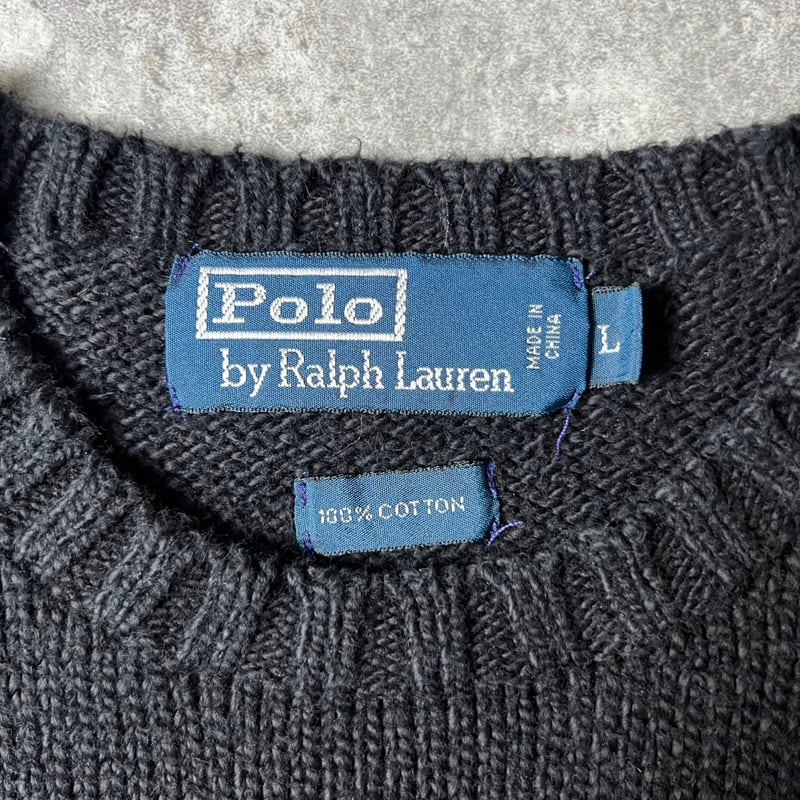 Polo
by Ralph Lauren
MADE IN
CHINA
L
100% COTTON